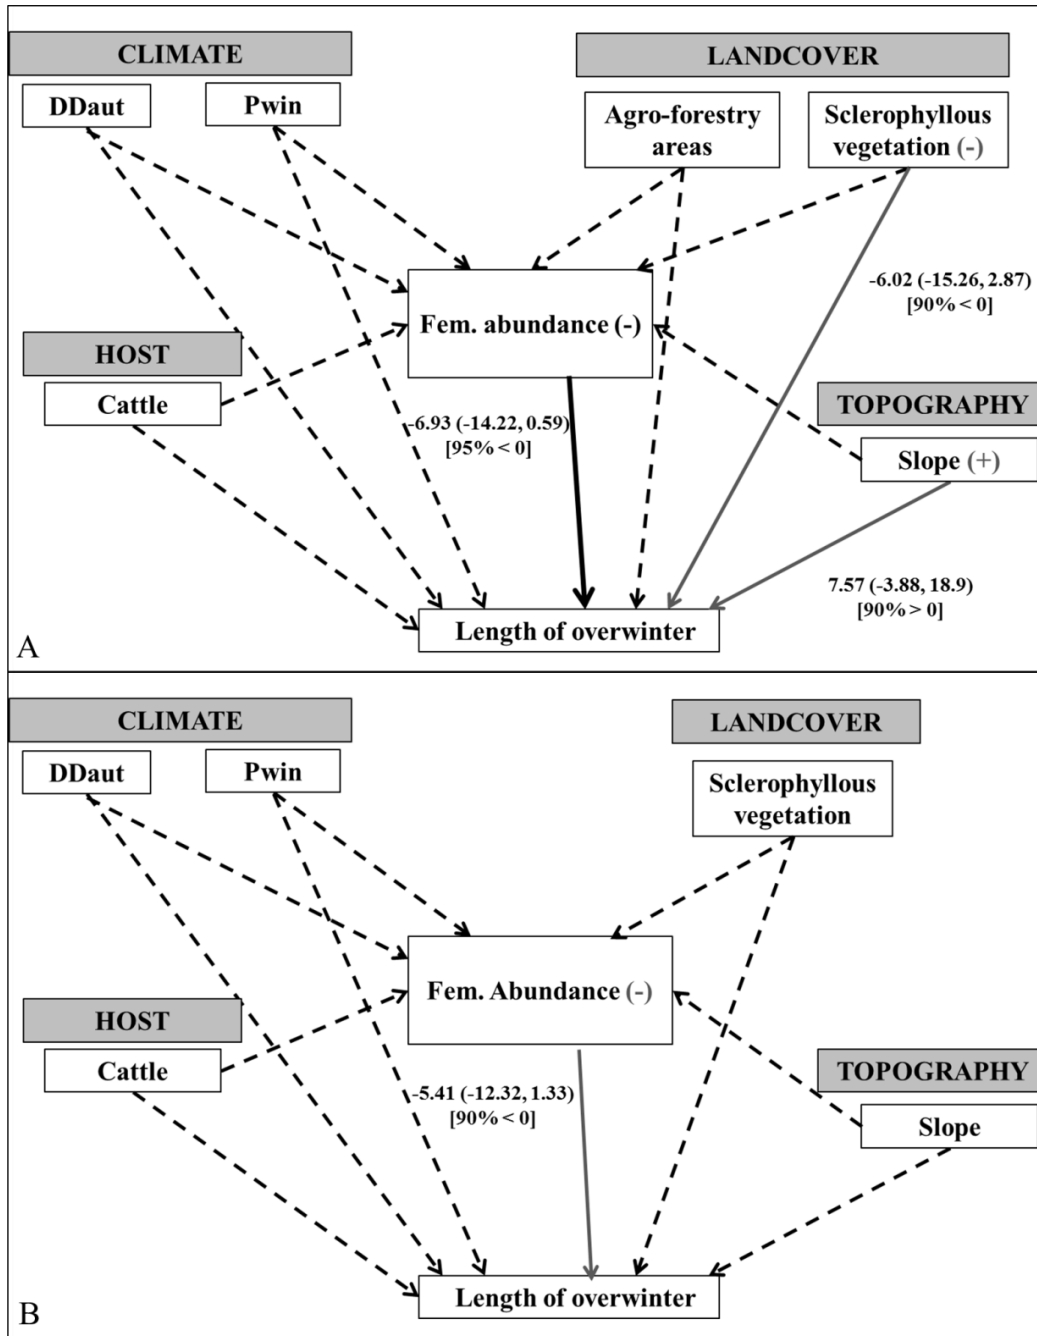 CLIMATE
LANDCOVER
DDaut
Pwin
Agro-forestry
areas
Sclerophyllous
vegetation (-)
-6.02 (-15.26, 2.87)
[90% < 0]
Fem. abundance (-)
HOST
Cattle
TOPOGRAPHY
Slope (+)
-6.93 (-14.22, 0.59)
[95% < 0]
7.57 (-3.88, 18.9)
[90% > 0]
Length of overwinter
A
CLIMATE
LANDCOVER
DDaut
Pwin
Sclerophyllous
vegetation
Fem. Abundance (-)
HOST
Cattle
TOPOGRAPHY
Slope
-5.41 (-12.32, 1.33)
[90% < 0]
Length of overwinter
B